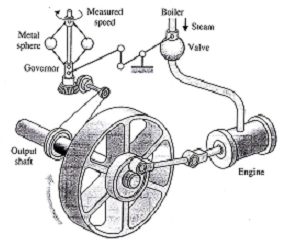 Measured
speed
Boiler
Steam
Metal
sphere
Valve
Governor
Output
shaft
Engine